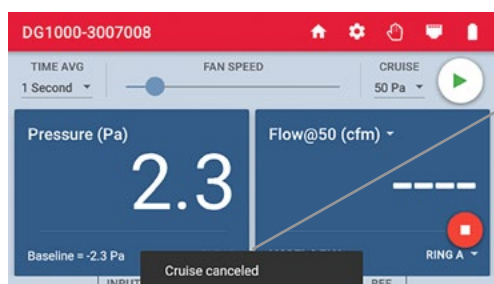 DG1000-3007008
TIME AVG
FAN SPEED
CRUISE
1 Second
50 Pa
Pressure (Pa)
Flow@50 (cfm)
2.3
----
Baseline = -2.3 Pa
RING A
Cruise canceled